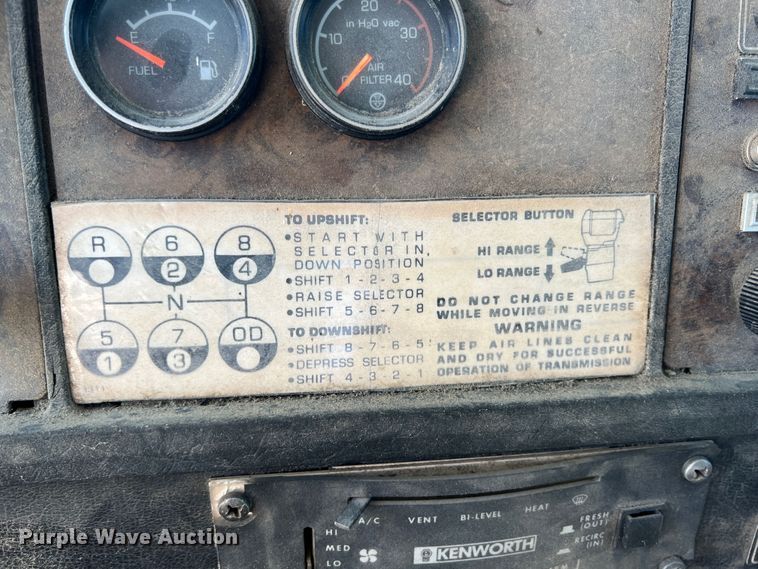 E F
FUEL
20
in H2O vac
10 30
0 40
AIR
FILTER
R 6 8
2 4
N
5 7 OD
1 3
TO UPSHIFT:
•START WITH
SELECTOR IN
DOWN POSITION
•SHIFT 1-2-3-4
•RAISE SELECTOR
•SHIFT 5-6-7-8
TO DOWNSHIFT:
•SHIFT 8-7-6-5
•DEPRESS SELECTOR
•SHIFT 4-3-2-1
SELECTOR BUTTON
HI RANGE
LO RANGE
DO NOT CHANGE RANGE
WHILE MOVING IN REVERSE
WARNING
KEEP AIR LINES CLEAN
AND DRY FOR SUCCESSFUL
OPERATION OF TRANSMISSION
A/C VENT BI-LEVEL HEAT
HI
MED
LO
KENWORTH
FRESH
(OUT)
RECIRC
(IN)
Purple Wave Auction